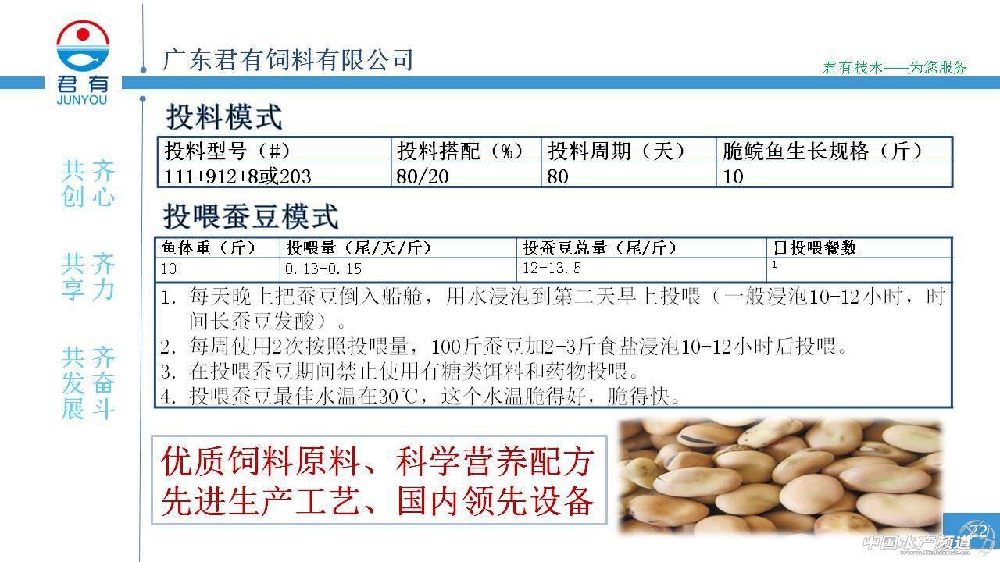 君有
JUNYOU
广东君有饲料有限公司
君有技术——为您服务
齐心
共创
齐力
共享
齐奋斗
共发展
投料模式
投料型号（#） 投料搭配（%） 投料周期（天） 脆鲩鱼生长规格（斤）
111+912+8或203 80/20 80 10
投喂蚕豆模式
鱼体重（斤） 投喂量（尾/天/斤） 投蚕豆总量（尾/斤） 日投喂餐数
10 0.13-0.15 12-13.5 1
1. 每天晚上把蚕豆倒入船舱，用水浸泡到第二天早上投喂（一般浸泡10-12小时，时
间长蚕豆发酸）。
2. 每周使用2次按照投喂量，100斤蚕豆加2-3斤食盐浸泡10-12小时后投喂。
3. 在投喂蚕豆期间禁止使用有糖类饵料和药物投喂。
4. 投喂蚕豆最佳水温在30℃，这个水温脆得好，脆得快。
优质饲料原料、科学营养配方
先进生产工艺、国内领先设备
22
中国水产频道
www.fishfirst.cn